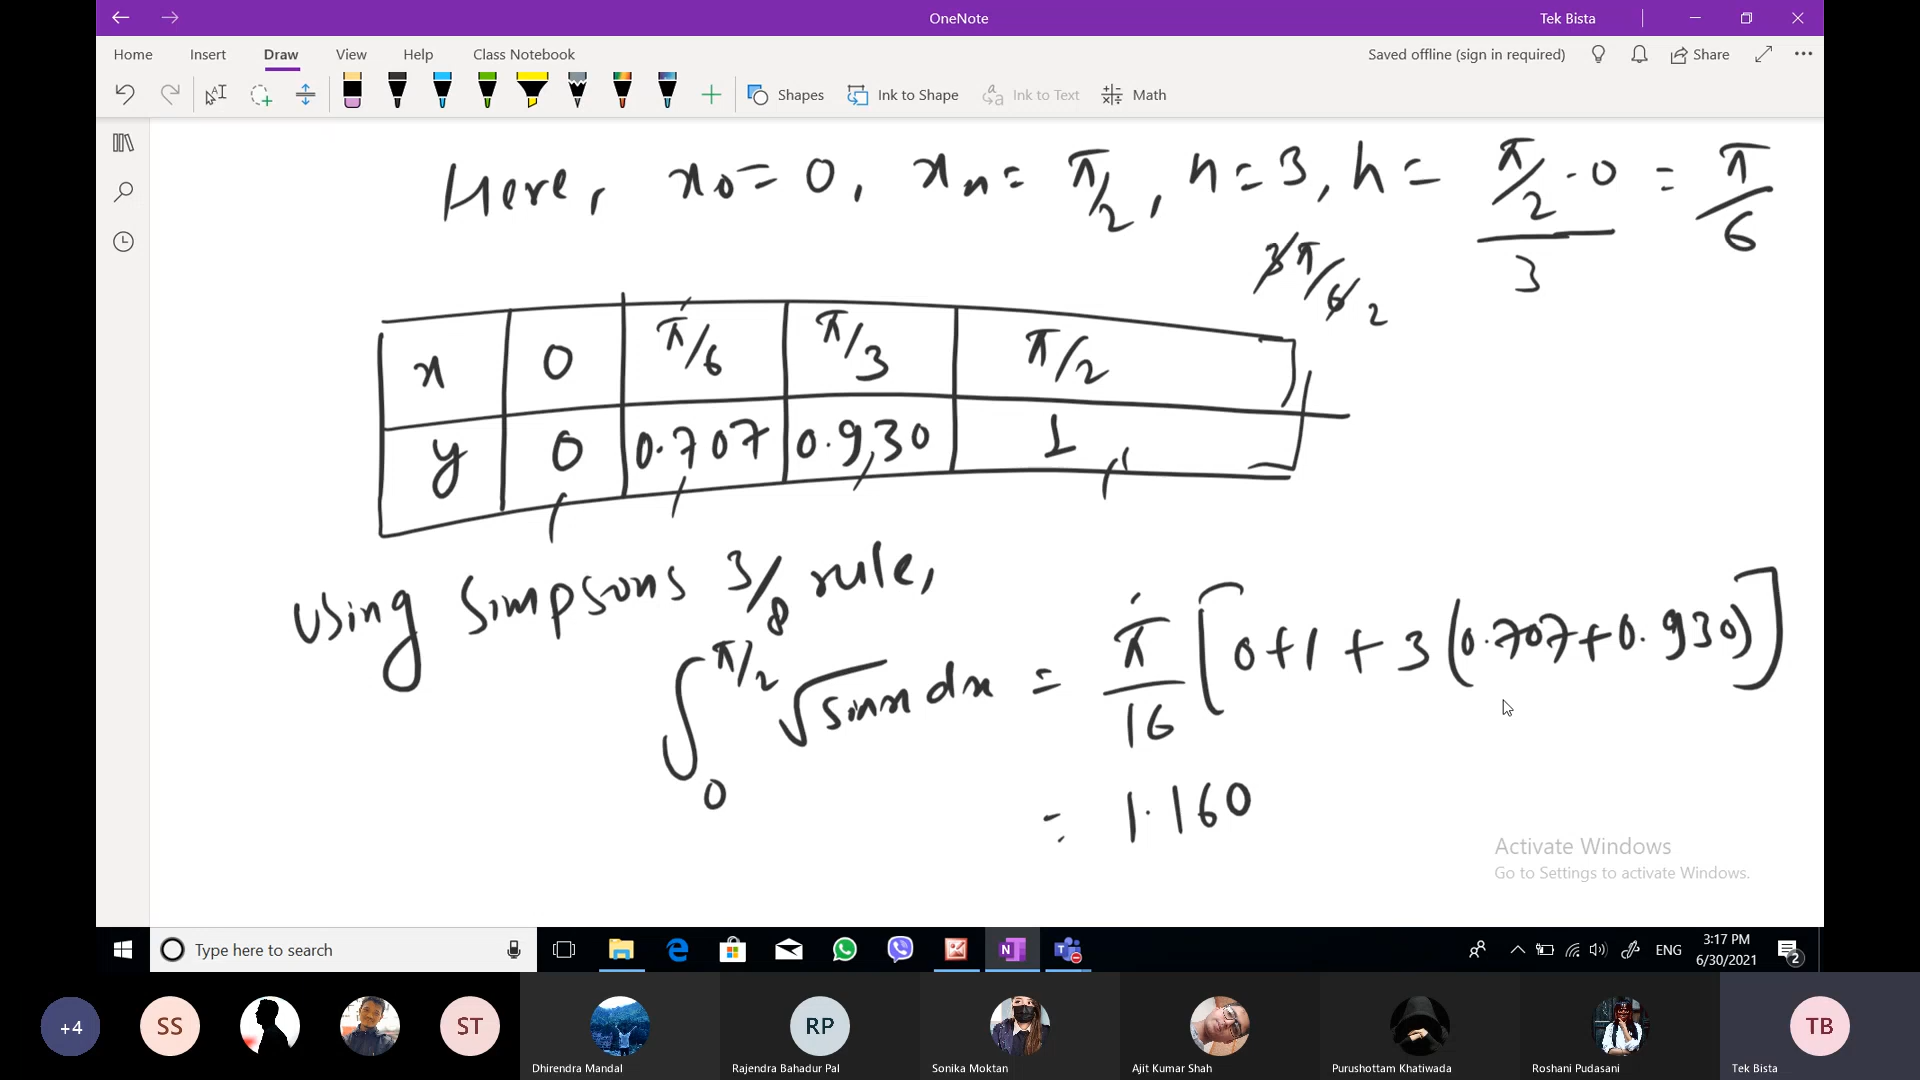 OneNote
Tek Bista
Home Insert Draw View Help Class Notebook
Saved offline (sign in required)
Share
Shapes
Ink to Shape
Ink to Text
Math
Here, x₀ = 0, xₙ = π/2, n = 3, h = (π/2 - 0)/3 = π/6
3π/6 2
x 0 π/6 π/3 π/2
y 0 0.707 0.930 1
Using Simpsons 3/8 rule,
∫₀^π/2 √sinx dx = π/16 [0+1+3(0.707+0.930)]
= 1.160
Activate Windows
Go to Settings to activate Windows.
Type here to search
ENG
3:17 PM
6/30/2021
2
+4
SS
ST
RP
TB
Dhirendra Mandal
Rajendra Bahadur Pal
Sonika Moktan
Ajit Kumar Shah
Purushottam Khatiwada
Roshani Pudasani
Tek Bista